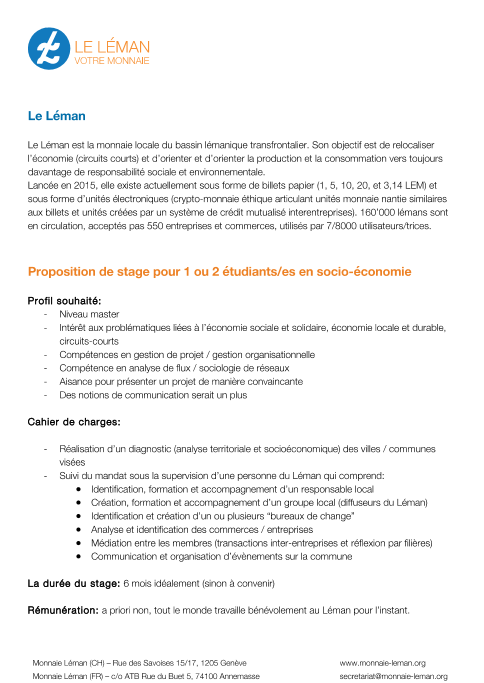 LE LÉMAN
VOTRE MONNAIE
Le Léman
Le Léman est la monnaie locale du bassin lémanique transfrontalier. Son objectif est de relocaliser
l'économie (circuits courts) et d'orienter et d'orienter la production et la consommation vers toujours
davantage de responsabilité sociale et environnementale.
Lancée en 2015, elle existe actuellement sous forme de billets papier (1, 5, 10, 20, et 3,14 LEM) et
sous forme d'unités électroniques (crypto-monnaie éthique articulant unités monnaie nantie similaires
aux billets et unités créées par un système de crédit mutualisé interentreprises). 160'000 lémans sont
en circulation, acceptés pas 550 entreprises et commerces, utilisés par 7/8000 utilisateurs/trices.
Proposition de stage pour 1 ou 2 étudiants/es en socio-économie
Profil souhaité:
- Niveau master
- Intérêt aux problématiques liées à l'économie sociale et solidaire, économie locale et durable,
circuits-courts
- Compétences en gestion de projet / gestion organisationnelle
- Compétence en analyse de flux / sociologie de réseaux
- Aisance pour présenter un projet de manière convaincante
- Des notions de communication serait un plus
Cahier de charges:
- Réalisation d'un diagnostic (analyse territoriale et socioéconomique) des villes / communes
visées
- Suivi du mandat sous la supervision d'une personne du Léman qui comprend:
• Identification, formation et accompagnement d'un responsable local
• Création, formation et accompagnement d'un groupe local (diffuseurs du Léman)
• Identification et création d'un ou plusieurs "bureaux de change"
• Analyse et identification des commerces / entreprises
• Médiation entre les membres (transactions inter-entreprises et réflexion par filières)
• Communication et organisation d'évènements sur la commune
La durée du stage: 6 mois idéalement (sinon à convenir)
Rémunération: a priori non, tout le monde travaille bénévolement au Léman pour l'instant.
Monnaie Léman (CH) – Rue des Savoises 15/17, 1205 Genève www.monnaie-leman.org
Monnaie Léman (FR) – c/o ATB Rue du Buet 5, 74100 Annemasse secretariat@monnaie-leman.org